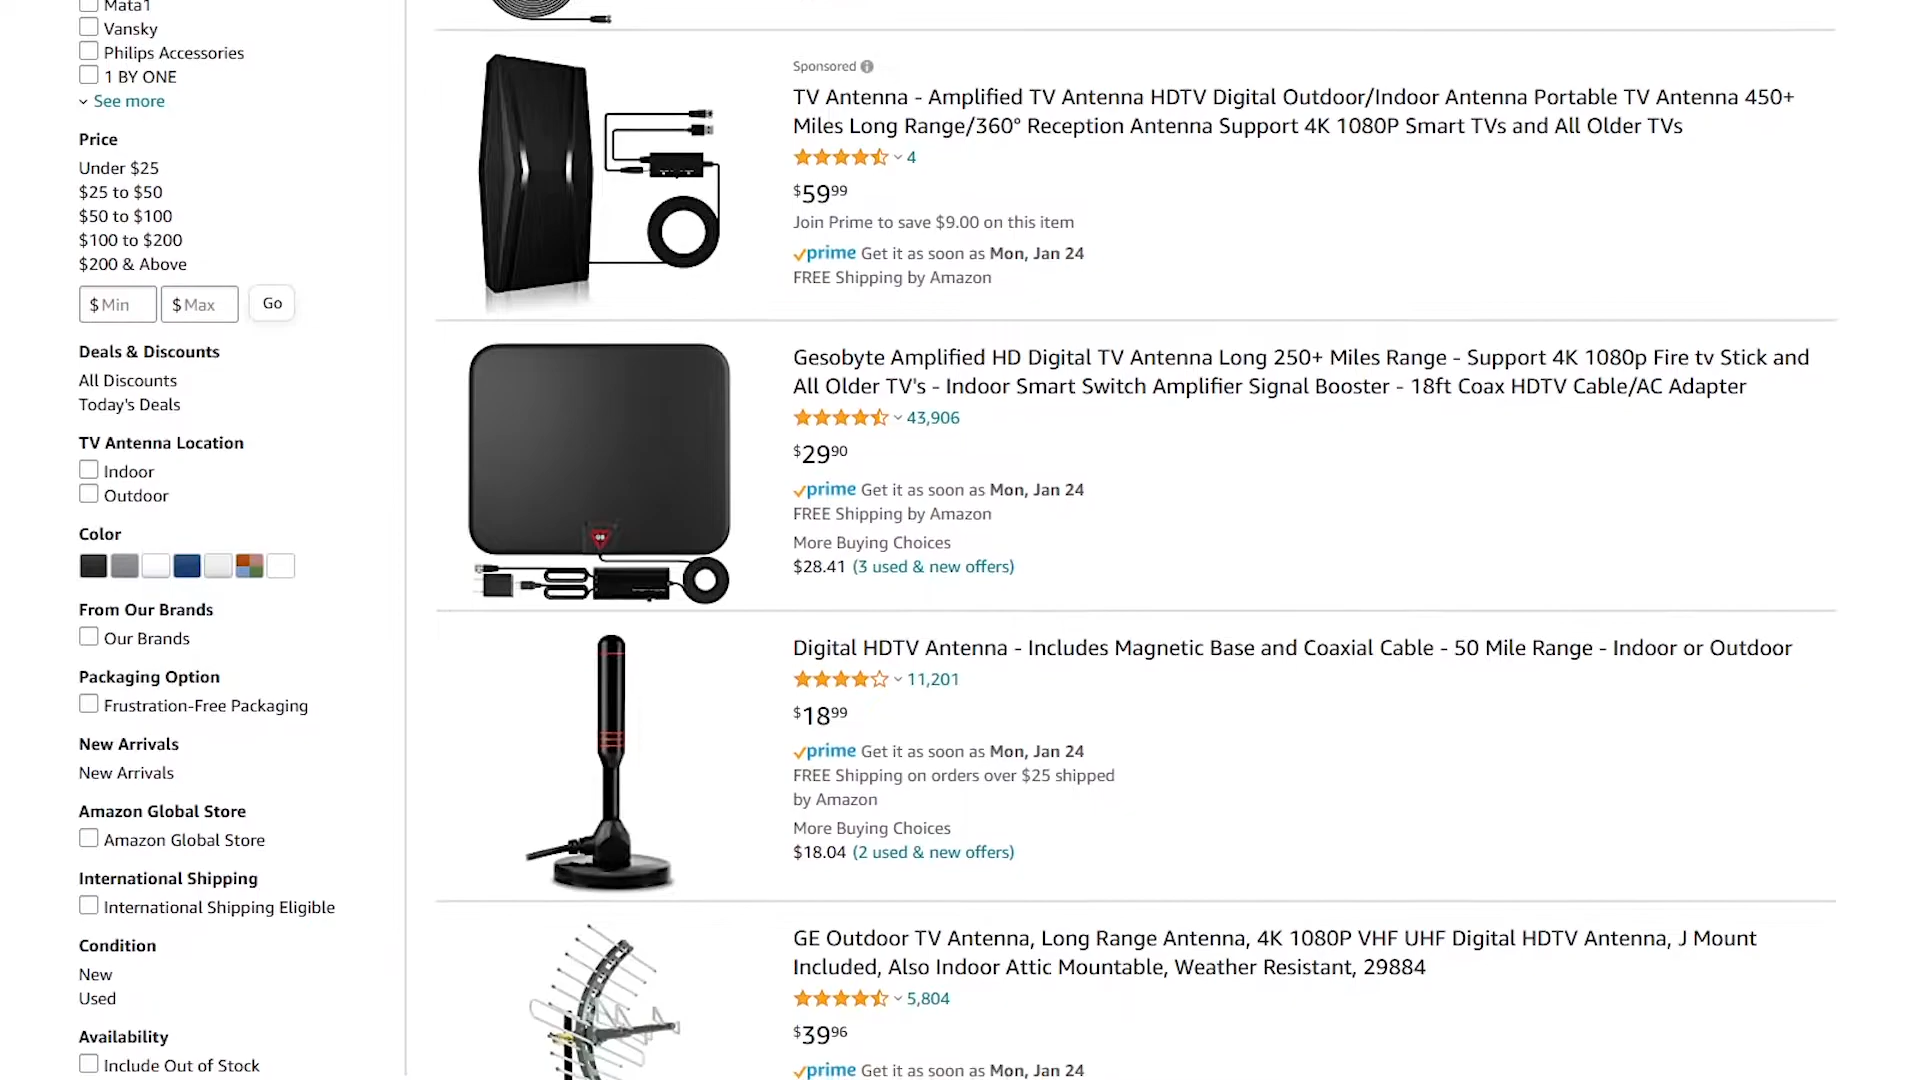 Mata1
Vansky
Philips Accessories
1 BY ONE
See more
Price
Under $25
$25 to $50
$50 to $100
$100 to $200
$200 & Above
$ Min $ Max Go
Deals & Discounts
All Discounts
Today's Deals
TV Antenna Location
Indoor
Outdoor
Color
From Our Brands
Our Brands
Packaging Option
Frustration-Free Packaging
New Arrivals
New Arrivals
Amazon Global Store
Amazon Global Store
International Shipping
International Shipping Eligible
Condition
New
Used
Availability
Include Out of Stock
Sponsored
TV Antenna - Amplified TV Antenna HDTV Digital Outdoor/Indoor Antenna Portable TV Antenna 450+
Miles Long Range/360° Reception Antenna Support 4K 1080P Smart TVs and All Older TVs
4
$59.99
Join Prime to save $9.00 on this item
prime Get it as soon as Mon, Jan 24
FREE Shipping by Amazon
Gesobyte Amplified HD Digital TV Antenna Long 250+ Miles Range - Support 4K 1080p Fire tv Stick and
All Older TV's - Indoor Smart Switch Amplifier Signal Booster - 18ft Coax HDTV Cable/AC Adapter
43,906
$29.90
prime Get it as soon as Mon, Jan 24
FREE Shipping by Amazon
More Buying Choices
$28.41 (3 used & new offers)
Digital HDTV Antenna - Includes Magnetic Base and Coaxial Cable - 50 Mile Range - Indoor or Outdoor
11,201
$18.99
prime Get it as soon as Mon, Jan 24
FREE Shipping on orders over $25 shipped
by Amazon
More Buying Choices
$18.04 (2 used & new offers)
GE Outdoor TV Antenna, Long Range Antenna, 4K 1080P VHF UHF Digital HDTV Antenna, J Mount
Included, Also Indoor Attic Mountable, Weather Resistant, 29884
5,804
$39.96
prime Get it as soon as Mon, Jan 24